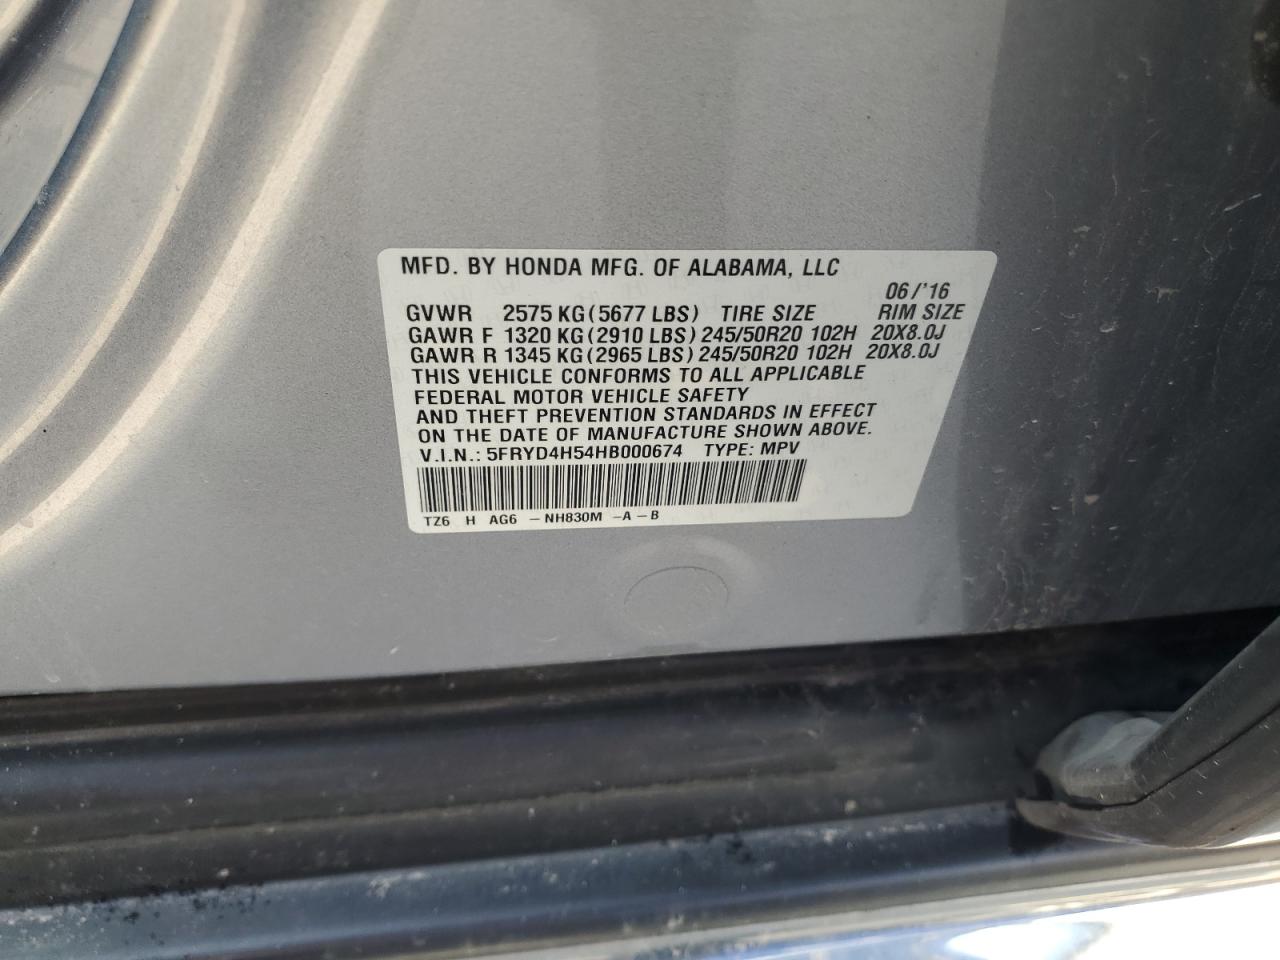 MFD. BY HONDA MFG. OF ALABAMA, LLC
06/'16
GVWR 2575 KG (5677 LBS) TIRE SIZE RIM SIZE
GAWR F 1320 KG (2910 LBS) 245/50R20 102H 20X8.0J
GAWR R 1345 KG (2965 LBS) 245/50R20 102H 20X8.0J
THIS VEHICLE CONFORMS TO ALL APPLICABLE
FEDERAL MOTOR VEHICLE SAFETY
AND THEFT PREVENTION STANDARDS IN EFFECT
ON THE DATE OF MANUFACTURE SHOWN ABOVE.
V.I.N.: 5FRYD4H54HB000674 TYPE: MPV
TZ6 H AG6 - NH830M -A-B